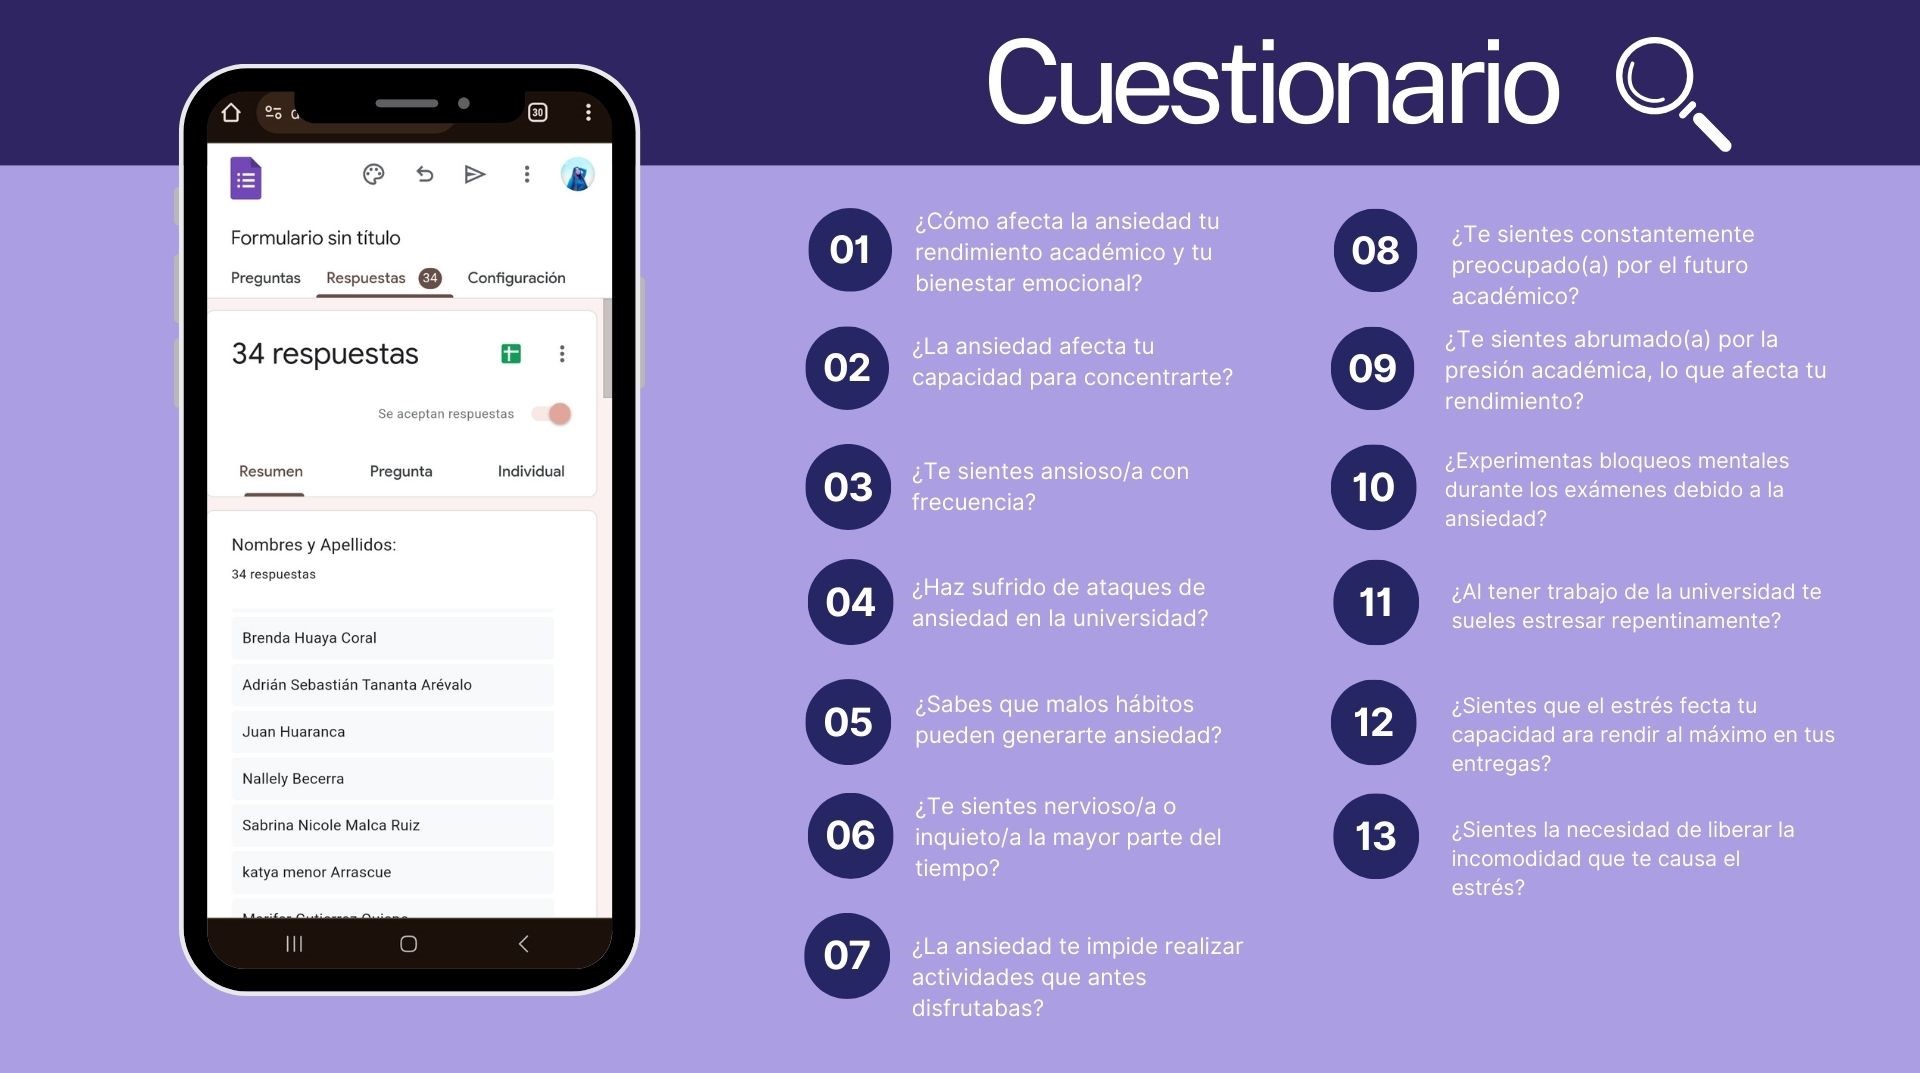 Cuestionario
30
Formulario sin título
Preguntas Respuestas 34 Configuración
34 respuestas
Se aceptan respuestas
Resumen Pregunta Individual
Nombres y Apellidos:
34 respuestas
Brenda Huaya Coral
Adrián Sebastián Tananta Arévalo
Juan Huaranca
Nallely Becerra
Sabrina Nicole Malca Ruiz
katya menor Arrascue
01
¿Cómo afecta la ansiedad tu
rendimiento académico y tu
bienestar emocional?
02
¿La ansiedad afecta tu
capacidad para concentrarte?
03
¿Te sientes ansioso/a con
frecuencia?
04
¿Haz sufrido de ataques de
ansiedad en la universidad?
05
¿Sabes que malos hábitos
pueden generarte ansiedad?
06
¿Te sientes nervioso/a o
inquieto/a la mayor parte del
tiempo?
07
¿La ansiedad te impide realizar
actividades que antes
disfrutabas?
08
¿Te sientes constantemente
preocupado(a) por el futuro
académico?
09
¿Te sientes abrumado(a) por la
presión académica, lo que afecta tu
rendimiento?
10
¿Experimentas bloqueos mentales
durante los exámenes debido a la
ansiedad?
11
¿Al tener trabajo de la universidad te
sueles estresar repentinamente?
12
¿Sientes que el estrés fecta tu
capacidad ara rendir al máximo en tus
entregas?
13
¿Sientes la necesidad de liberar la
incomodidad que te causa el
estrés?